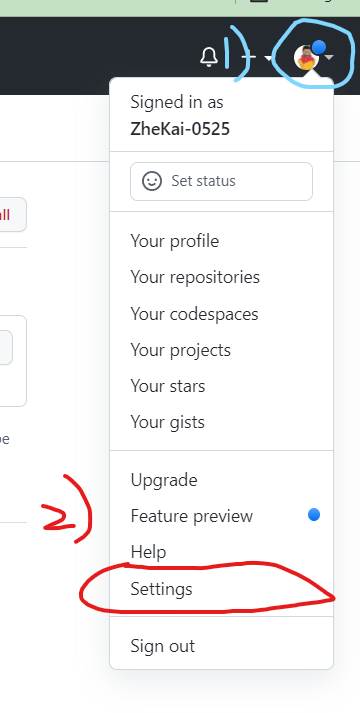 1)
Signed in as
ZheKai-0525
Set status
Your profile
Your repositories
Your codespaces
Your projects
Your stars
Your gists
Upgrade
2)
Feature preview
Help
Settings
Sign out